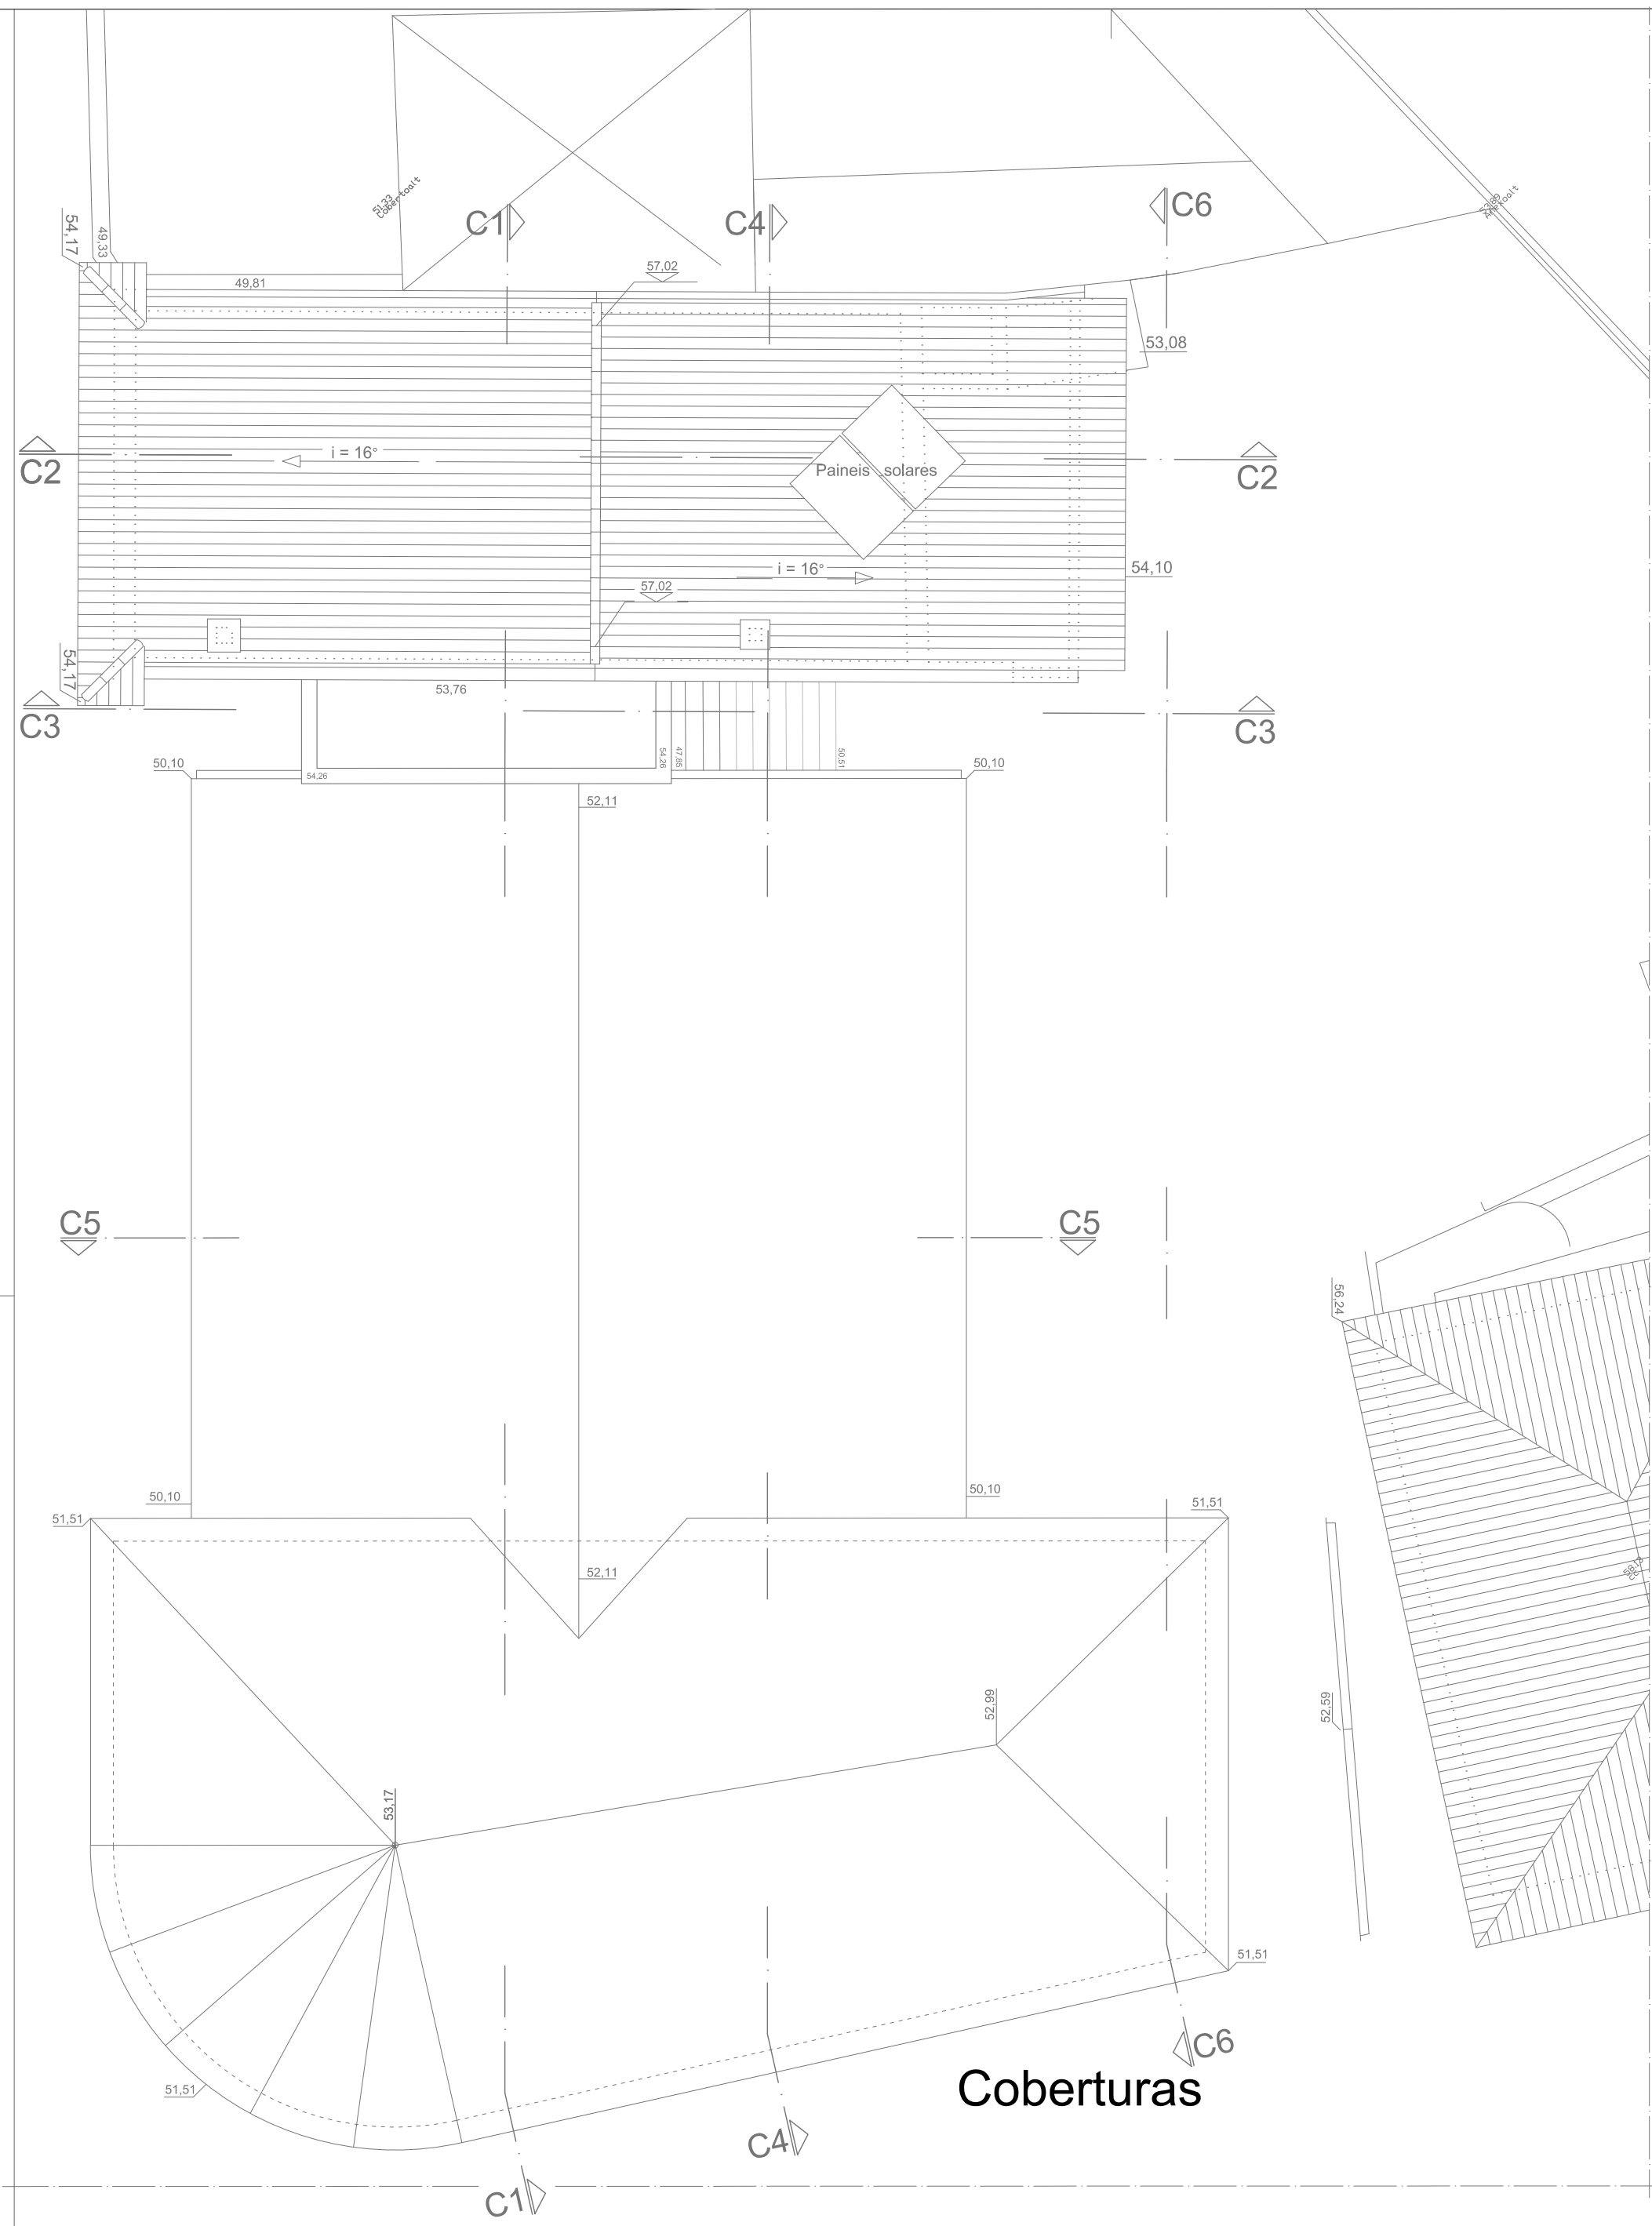 51,33
Cobertoalt
C1
C4
C6
53,89
Anexoalt
54,17
49,33
49,81
57,02
53,08
C2
i = 16°
Paineis solares
C2
i = 16°
54,10
57,02
54,17
53,76
C3
C3
54,26
47,85
50,51
50,10
54,26
50,10
52,11
C5
C5
56,24
50,10
50,10
51,51
51,51
52,11
52,99
52,59
53,17
51,51
C6
Coberturas
51,51
C4
C1